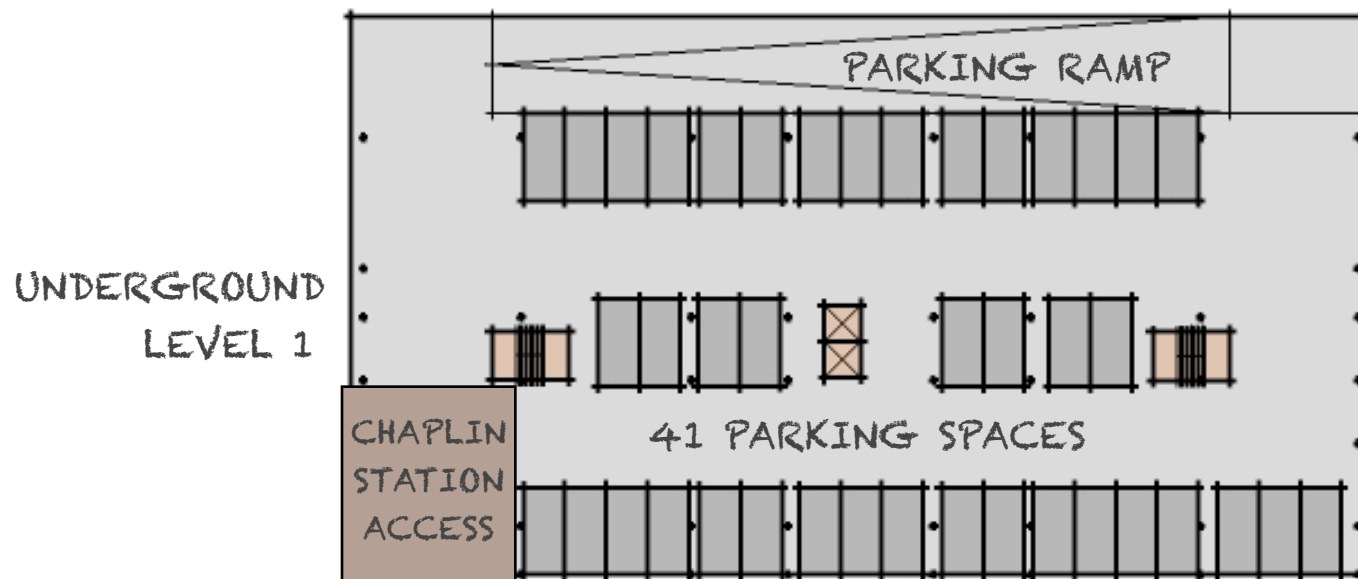 PARKING RAMP
UNDERGROUND
LEVEL 1
CHAPLIN
STATION
ACCESS
41 PARKING SPACES